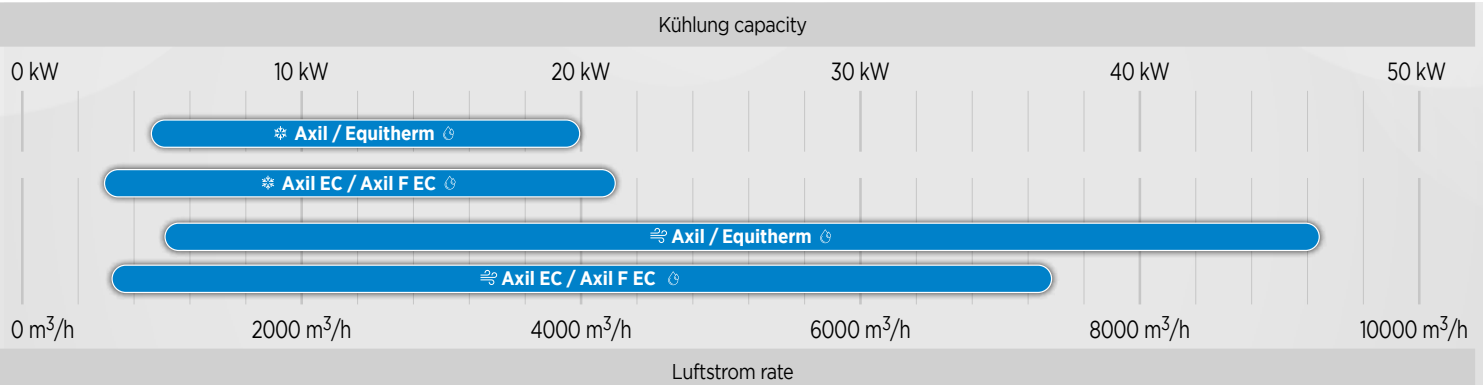 Kühlung capacity
0 kW 10 kW 20 kW 30 kW 40 kW 50 kW
Axil / Equitherm
Axil EC / Axil F EC
Axil / Equitherm
Axil EC / Axil F EC
0 m³/h 2000 m³/h 4000 m³/h 6000 m³/h 8000 m³/h 10000 m³/h
Luftstrom rate